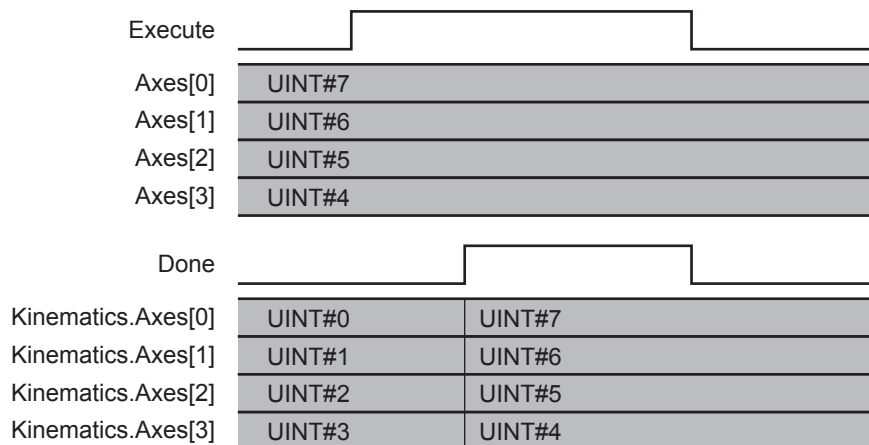 Execute
Axes[0] UINT#7
Axes[1] UINT#6
Axes[2] UINT#5
Axes[3] UINT#4
Done
Kinematics.Axes[0] UINT#0 UINT#7
Kinematics.Axes[1] UINT#1 UINT#6
Kinematics.Axes[2] UINT#2 UINT#5
Kinematics.Axes[3] UINT#3 UINT#4